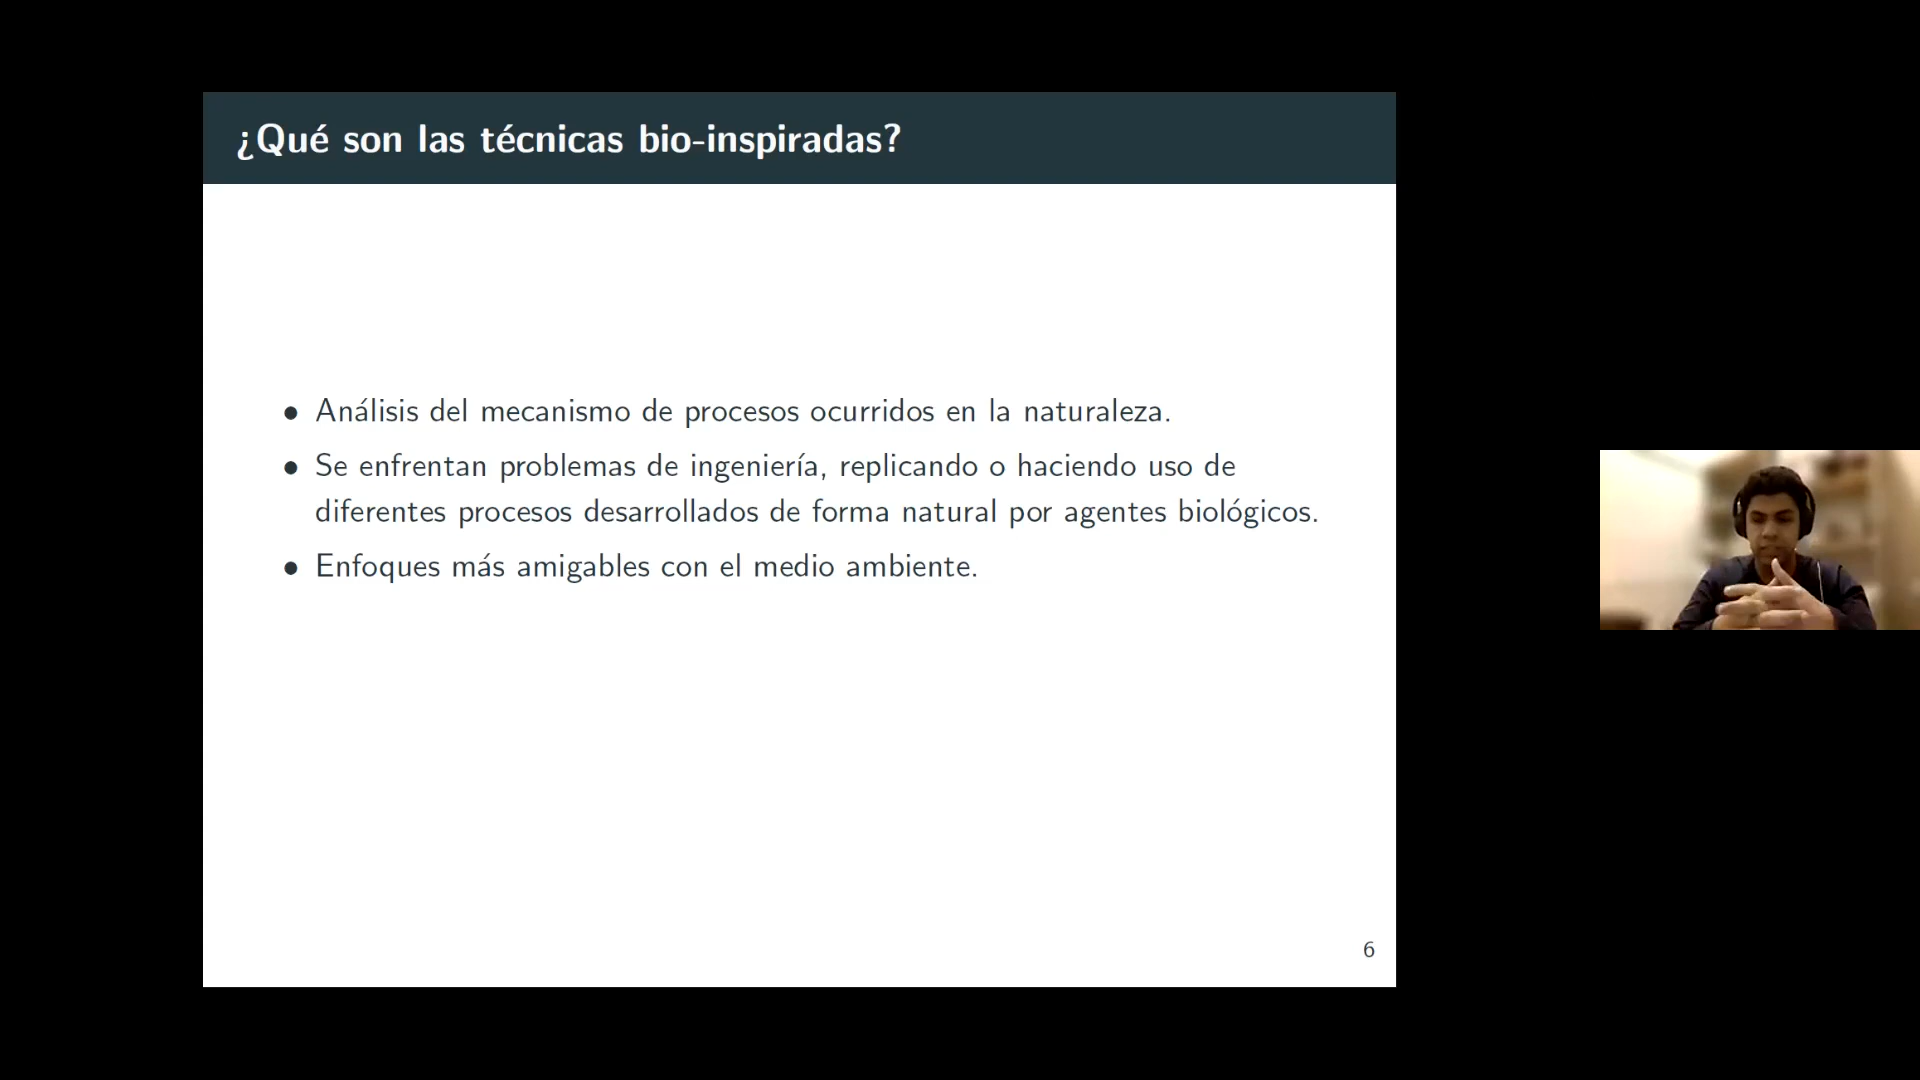 ¿Qué son las técnicas bio-inspiradas?
• Análisis del mecanismo de procesos ocurridos en la naturaleza.
• Se enfrentan problemas de ingeniería, replicando o haciendo uso de
diferentes procesos desarrollados de forma natural por agentes biológicos.
• Enfoques más amigables con el medio ambiente.
6